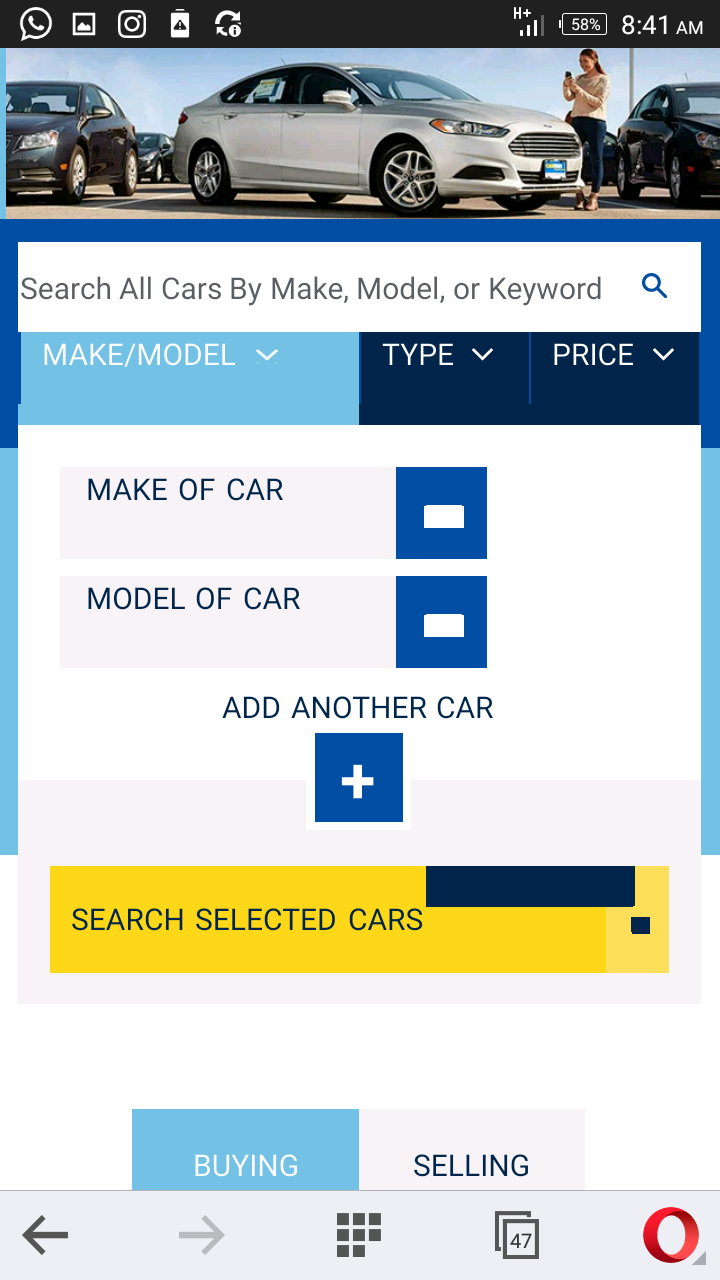 H+ 58% 8:41 AM
Search All Cars By Make, Model, or Keyword
MAKE/MODEL TYPE PRICE
MAKE OF CAR
MODEL OF CAR
ADD ANOTHER CAR
SEARCH SELECTED CARS
BUYING SELLING
47